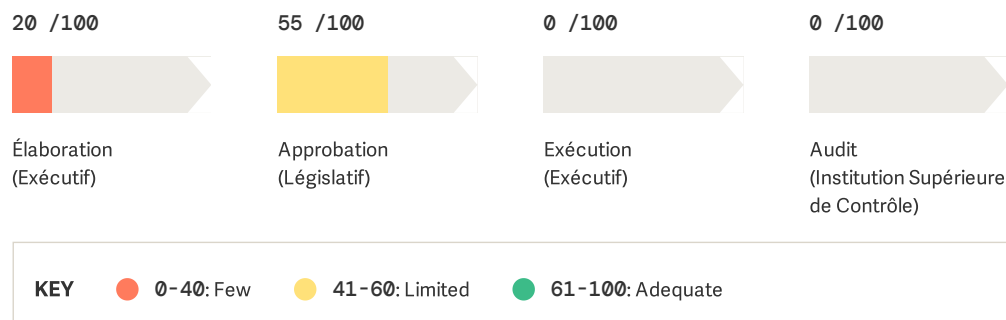 20 /100
55 /100
0 /100
0 /100
Élaboration
(Exécutif)
Approbation
(Législatif)
Exécution
(Exécutif)
Audit
(Institution Supérieure
de Contrôle)
KEY
0-40: Few
41-60: Limited
61-100: Adequate